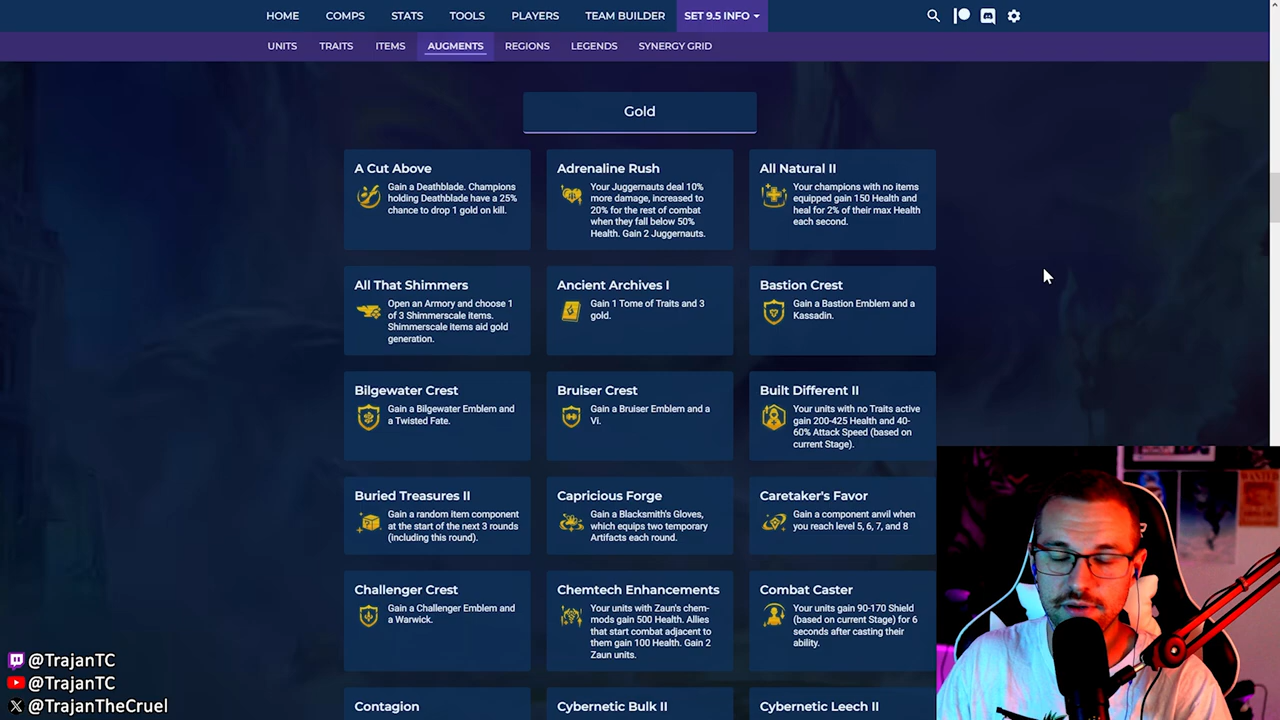 HOME COMPS STATS TOOLS PLAYERS TEAM BUILDER SET 9.5 INFO
UNITS TRAITS ITEMS AUGMENTS REGIONS LEGENDS SYNERGY GRID
Gold
A Cut Above
Gain a Deathblade. Champions
holding Deathblade have a 25%
chance to drop 1 gold on kill.
Adrenaline Rush
Your Juggernauts deal 10%
more damage, increased to
20% for the rest of combat
when they fall below 50%
Health. Gain 2 Juggernauts.
All Natural II
Your champions with no items
equipped gain 150 Health and
heal for 2% of their max Health
each second.
All That Shimmers
Open an Armory and choose 1
of 3 Shimmerscale items.
Shimmerscale items aid gold
generation.
Ancient Archives I
Gain 1 Tome of Traits and 3
gold.
Bastion Crest
Gain a Bastion Emblem and a
Kassadin.
Bilgewater Crest
Gain a Bilgewater Emblem and
a Twisted Fate.
Bruiser Crest
Gain a Bruiser Emblem and a
Vi.
Built Different II
Your units with no Traits active
gain 200-425 Health and 40-
60% Attack Speed (based on
current Stage).
Buried Treasures II
Gain a random item component
at the start of the next 3 rounds
(including this round).
Capricious Forge
Gain a Blacksmith's Gloves,
which equips two temporary
Artifacts each round.
Caretaker's Favor
Gain a component anvil when
you reach level 5, 6, 7, and 8
Challenger Crest
Gain a Challenger Emblem and
a Warwick.
Chemtech Enhancements
Your units with Zaun's chem-
mods gain 500 Health. Allies
that start combat adjacent to
them gain 100 Health. Gain 2
Zaun units.
Combat Caster
Your units gain 90-170 Shield
(based on current Stage) for 6
seconds after casting their
ability.
Contagion
Cybernetic Bulk II
Cybernetic Leech II
@TrajanTC
@TrajanTC
@TrajanTheCruel